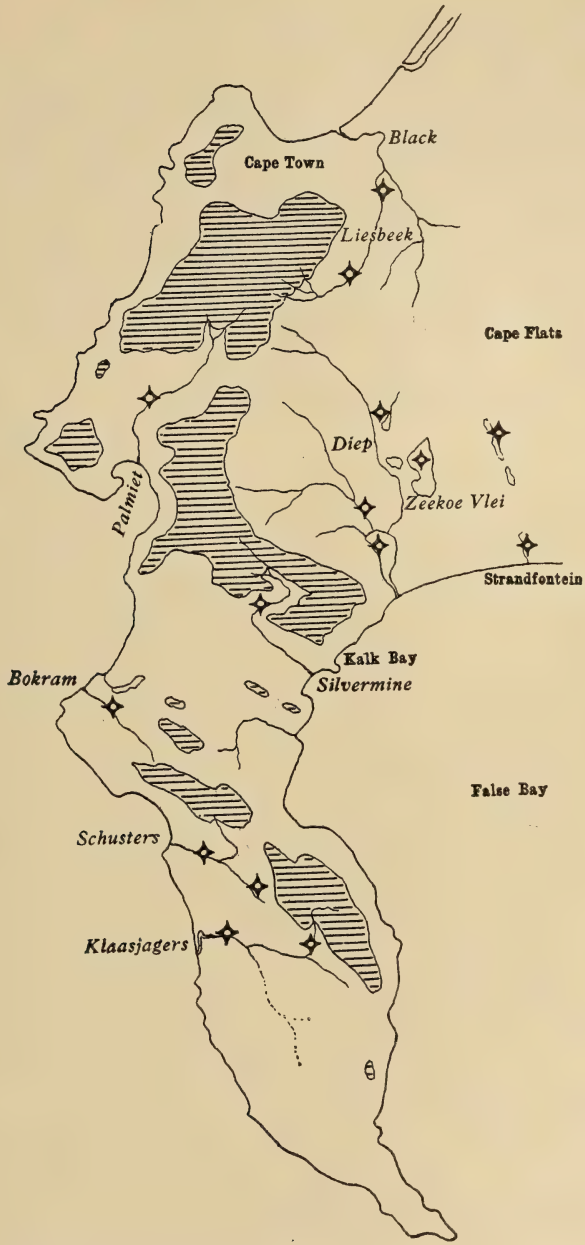 Black
Cape Town
Liesbeek
Cape Flats
Diep
Zeekoe Vlei
Palmiet
Strandfontein
Kalk Bay
Silvermine
Bokram
False Bay
Schusters
Klaasjagers